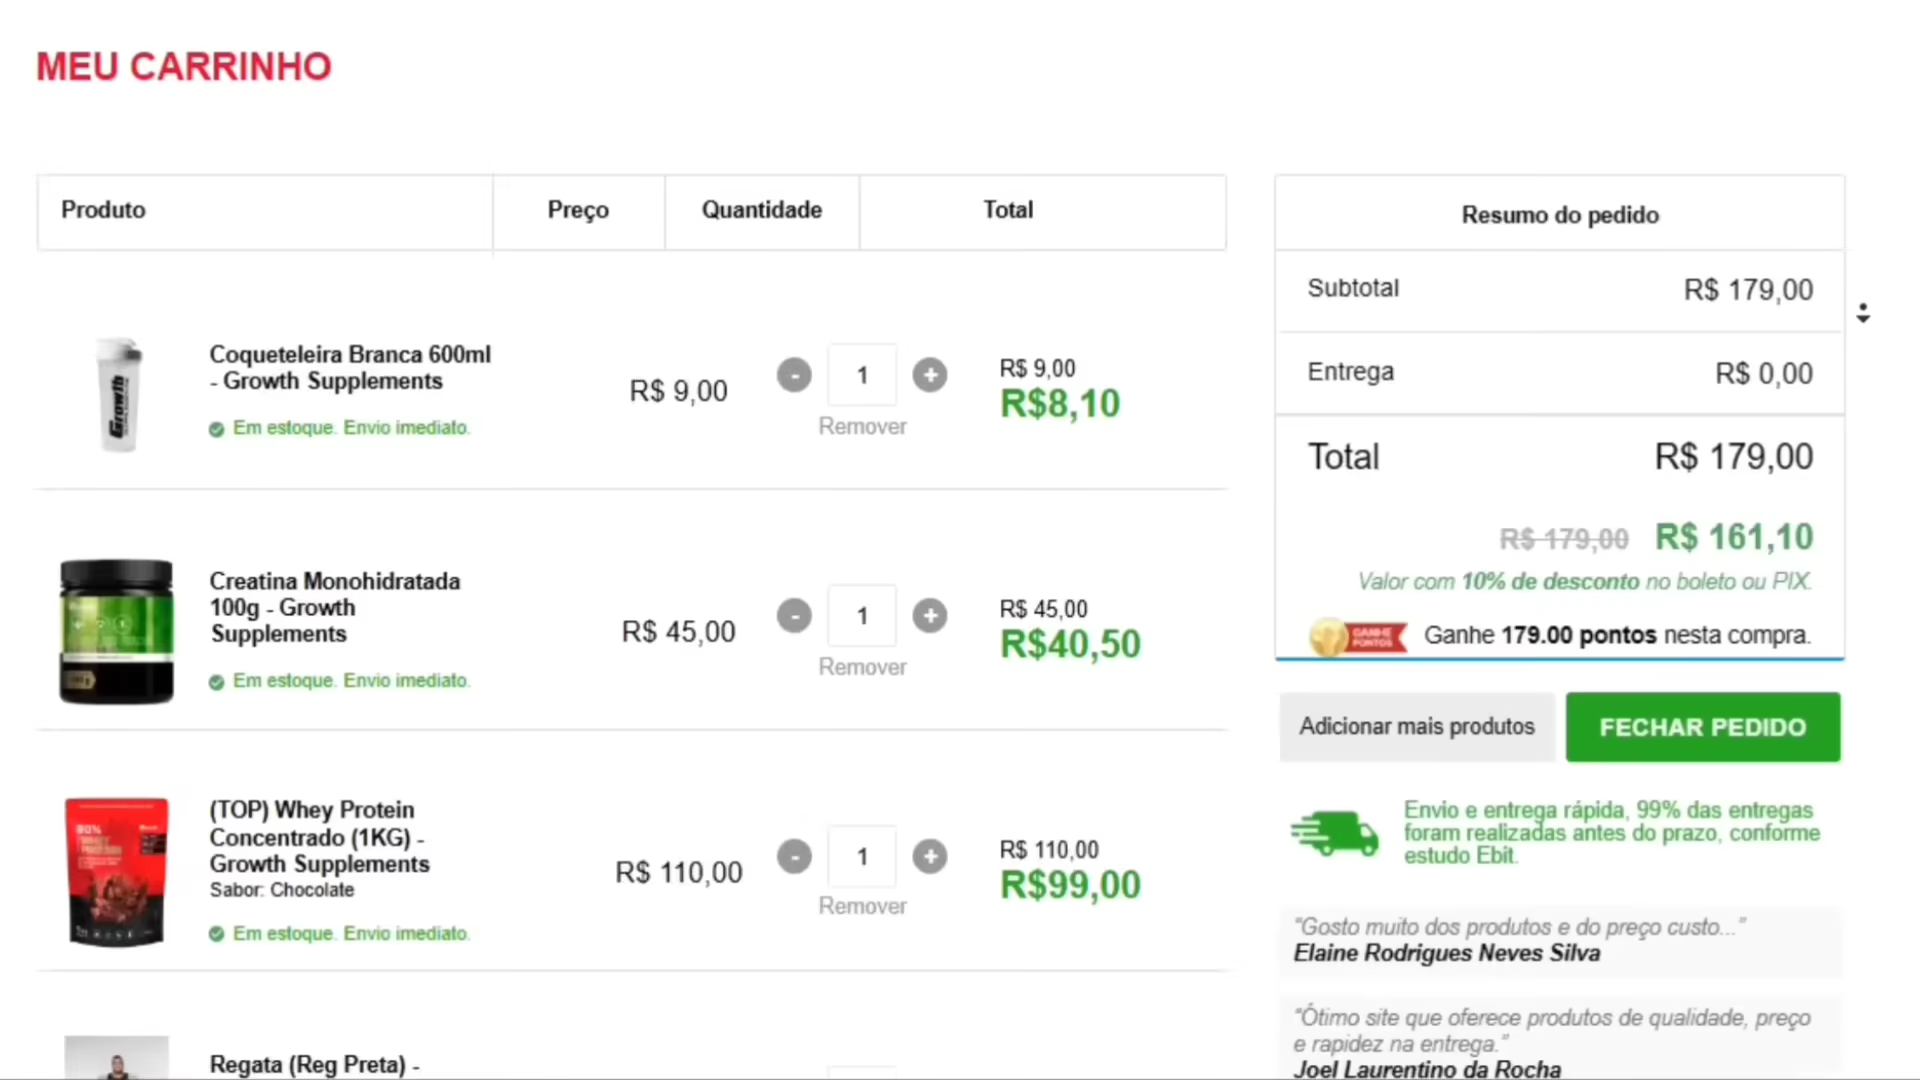 MEU CARRINHO
Produto
Preço
Quantidade
Total
Growth
Coqueteleira Branca 600ml
- Growth Supplements
Em estoque. Envio imediato.
R$ 9,00
-
1
+
Remover
R$ 9,00
R$8,10
Creatina Monohidratada
100g - Growth
Supplements
Em estoque. Envio imediato.
R$ 45,00
-
1
+
Remover
R$ 45,00
R$40,50
80%
(TOP) Whey Protein
Concentrado (1KG) -
Growth Supplements
Sabor: Chocolate
Em estoque. Envio imediato.
R$ 110,00
-
1
+
Remover
R$ 110,00
R$99,00
Regata (Reg Preta) -
Resumo do pedido
Subtotal
R$ 179,00
Entrega
R$ 0,00
Total
R$ 179,00
R$ 179,00 R$ 161,10
Valor com 10% de desconto no boleto ou PIX.
GANHE
PONTOS
Ganhe 179.00 pontos nesta compra.
Adicionar mais produtos
FECHAR PEDIDO
Envio e entrega rápida, 99% das entregas
foram realizadas antes do prazo, conforme
estudo Ebit.
"Gosto muito dos produtos e do preço custo..."
Elaine Rodrigues Neves Silva
"Ótimo site que oferece produtos de qualidade, preço
e rapidez na entrega."
Joel Laurentino da Rocha